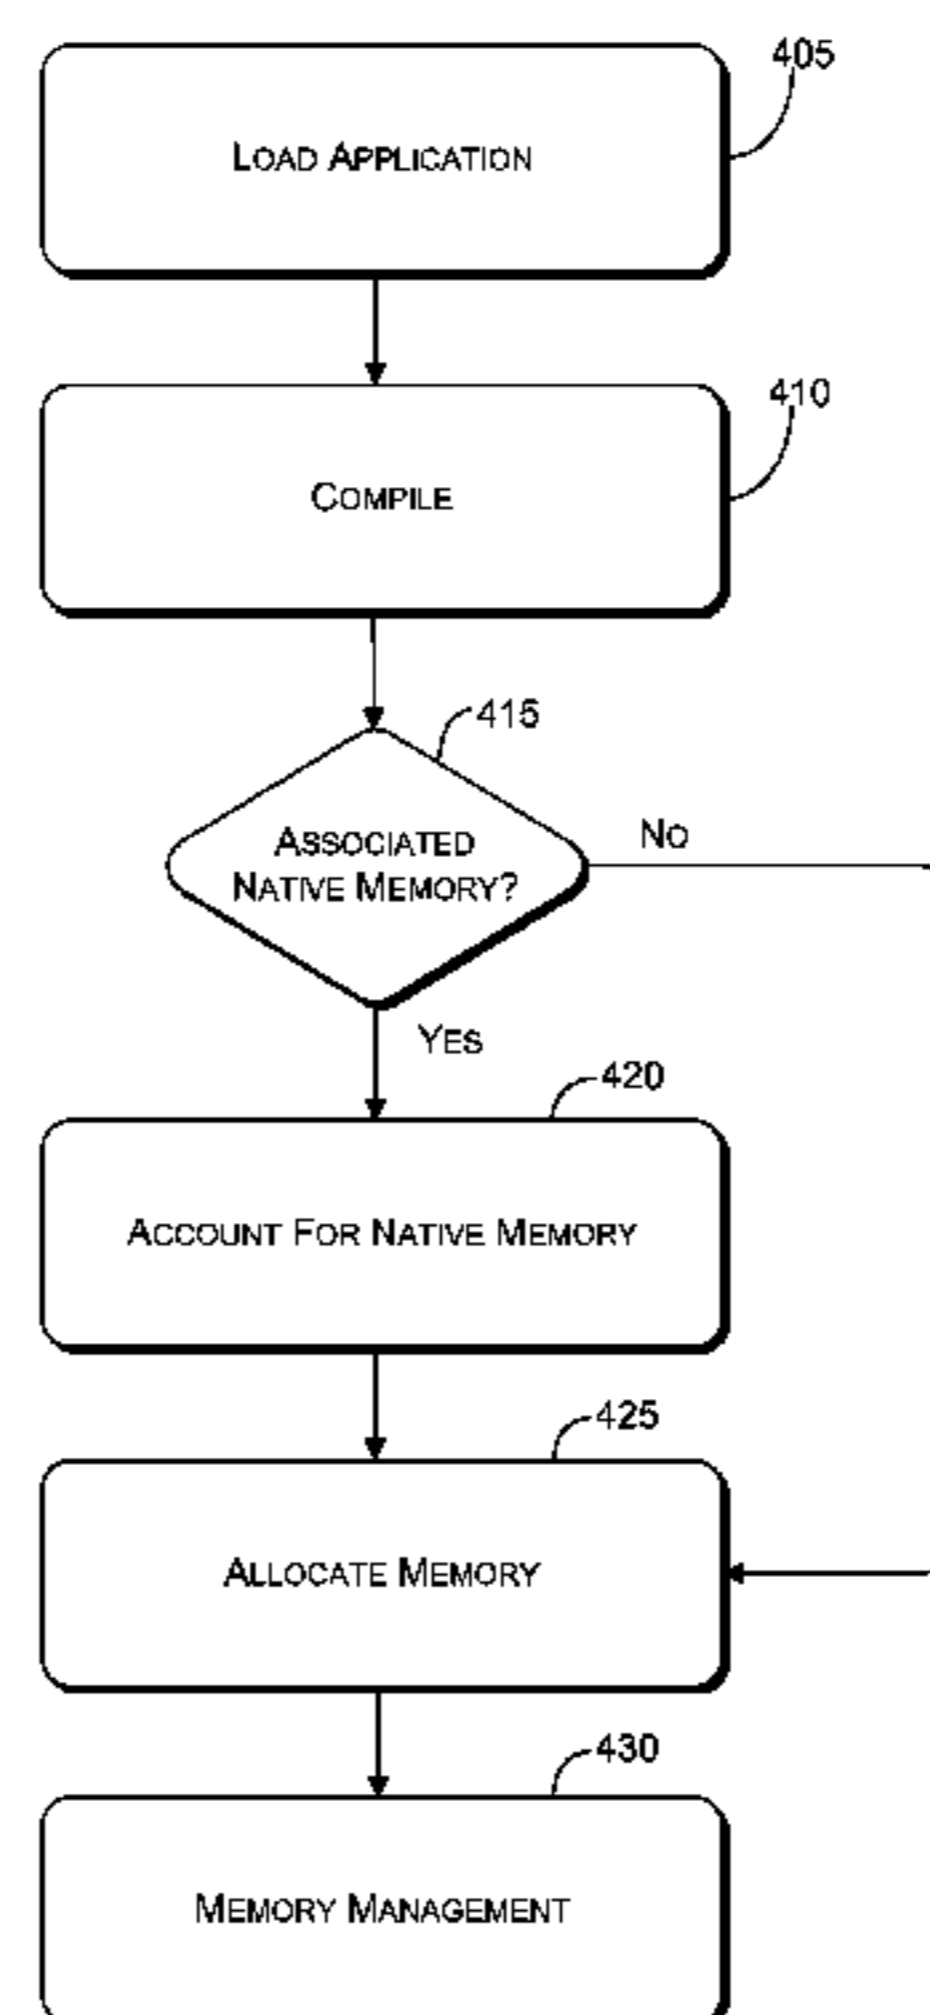 405
LOAD APPLICATION
410
COMPILE
415
ASSOCIATED
NATIVE MEMORY?
NO
YES
420
ACCOUNT FOR NATIVE MEMORY
425
ALLOCATE MEMORY
430
MEMORY MANAGEMENT